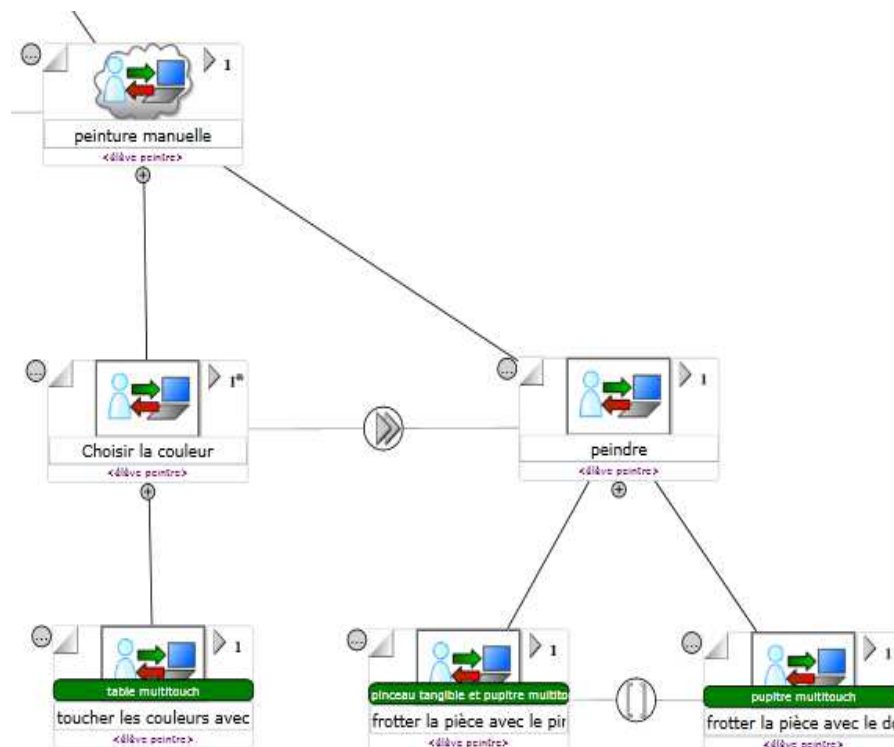 1
peinture manuelle
<élève peintre>
1*
Choisir la couleur
<élève peintre>
1
peindre
<élève peintre>
1
table multitouch
toucher les couleurs avec
<élève peintre>
1
pinceau tangible et pupitre multito
frotter la pièce avec le pin
<élève peintre>
1
pupitre multitouch
frotter la pièce avec le do
<élève peintre>